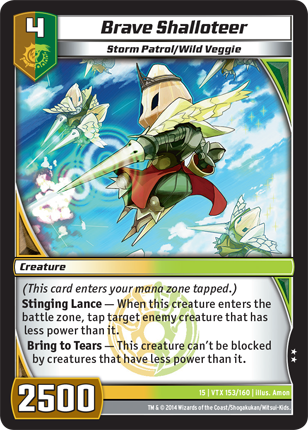 4
Brave Shalloteer
Storm Patrol/Wild Veggie
Creature
(This card enters your mana zone tapped.)
Stinging Lance — When this creature enters the
battle zone, tap target enemy creature that has
less power than it.
Bring to Tears — This creature can't be blocked
by creatures that have less power than it.
2500
15 | VTX 153/160 | Illus. Amon
TM & © 2014 Wizards of the Coast/Shogakukan/Mitsui-Kids.